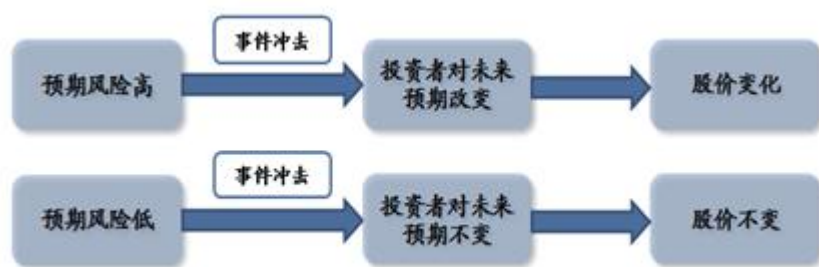 事件冲击
预期风险高
投资者对未来
预期改变
股价变化
事件冲击
预期风险低
投资者对未来
预期不变
股价不变